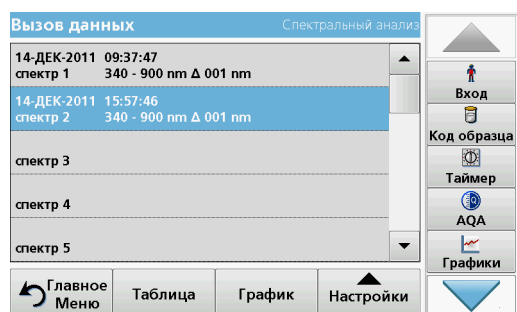 Вызов данных
Спектральный анализ
14-ДЕК-2011 09:37:47
спектр 1 340 - 900 nm Δ 001 nm
14-ДЕК-2011 15:57:46
спектр 2 340 - 900 nm Δ 001 nm
спектр 3
спектр 4
спектр 5
Главное
Меню
Таблица
График
Настройки
Вход
Код образца
Таймер
AQA
Графики